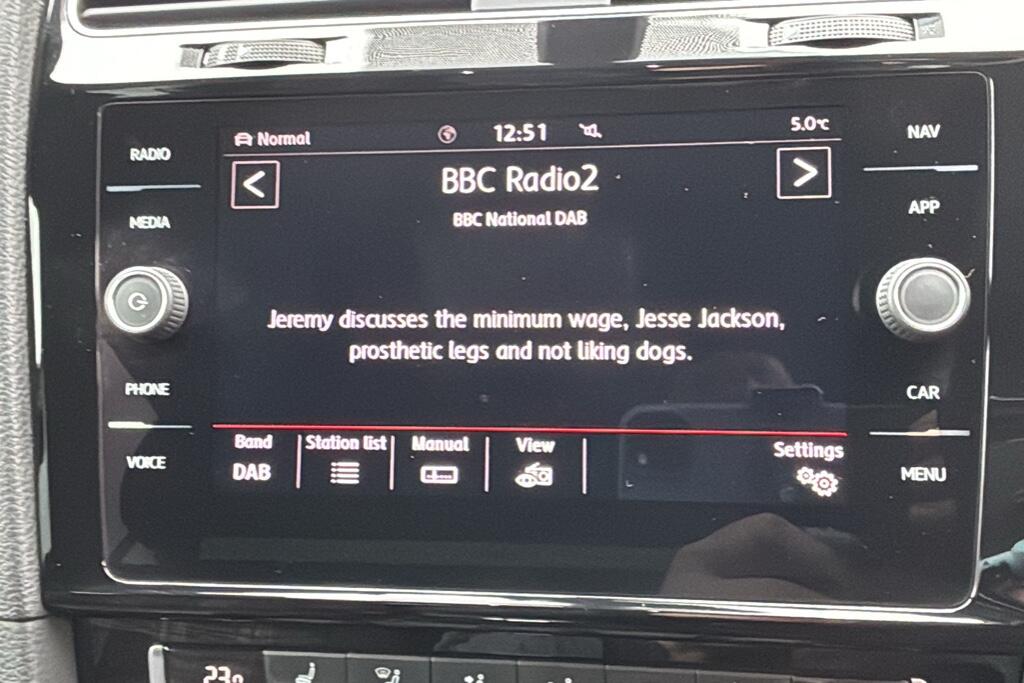 RADIO
MEDIA
PHONE
VOICE
Normal
12:51
5.0°C
<
BBC Radio2
>
BBC National DAB
Jeremy discusses the minimum wage, Jesse Jackson,
prosthetic legs and not liking dogs.
Band
DAB
Station list
Manual
View
Settings
NAV
APP
CAR
MENU